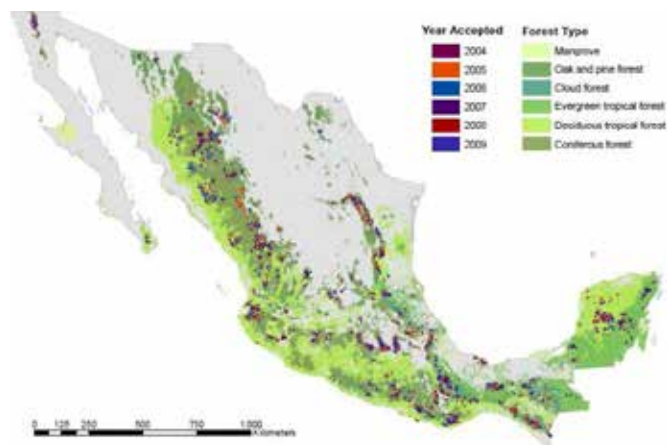 Year Accepted
2004
2005
2006
2007
2008
2009
Forest Type
Mangrove
Oak and pine forest
Cloud forest
Evergreen tropical forest
Deciduous tropical forest
Coniferous forest
0 125 250 500 750 1,000
Kilometers